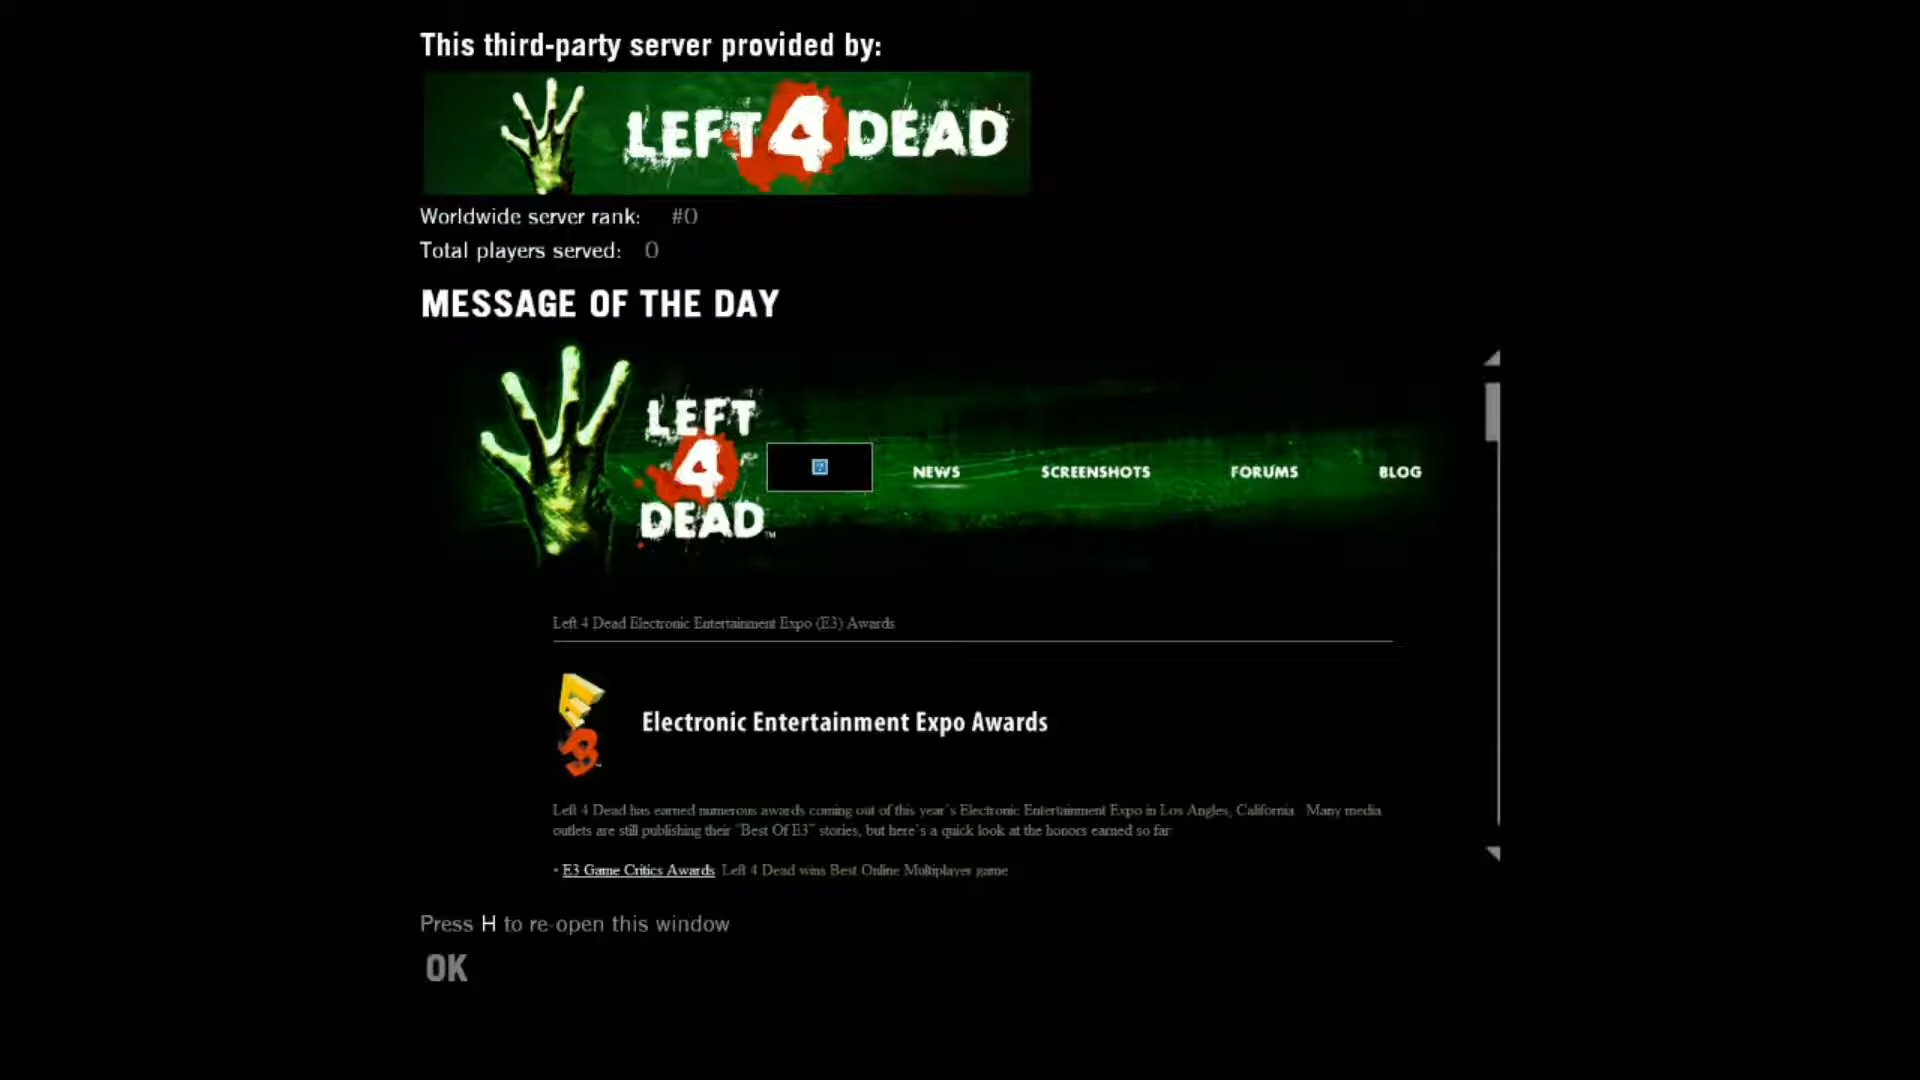 This third-party server provided by:
LEFT 4 DEAD
Worldwide server rank: #0
Total players served: 0
MESSAGE OF THE DAY
LEFT
4
DEAD™
NEWS SCREENSHOTS FORUMS BLOG
Left 4 Dead Electronic Entertainment Expo (E3) Awards
E3™
Electronic Entertainment Expo Awards
Left 4 Dead has earned numerous awards coming out of this year's Electronic Entertainment Expo in Los Angles, California. Many media
outlets are still publishing their "Best Of E3" stories, but here's a quick look at the honors earned so far:
• E3 Game Critics Awards: Left 4 Dead wins Best Online Multiplayer game
Press H to re-open this window
OK